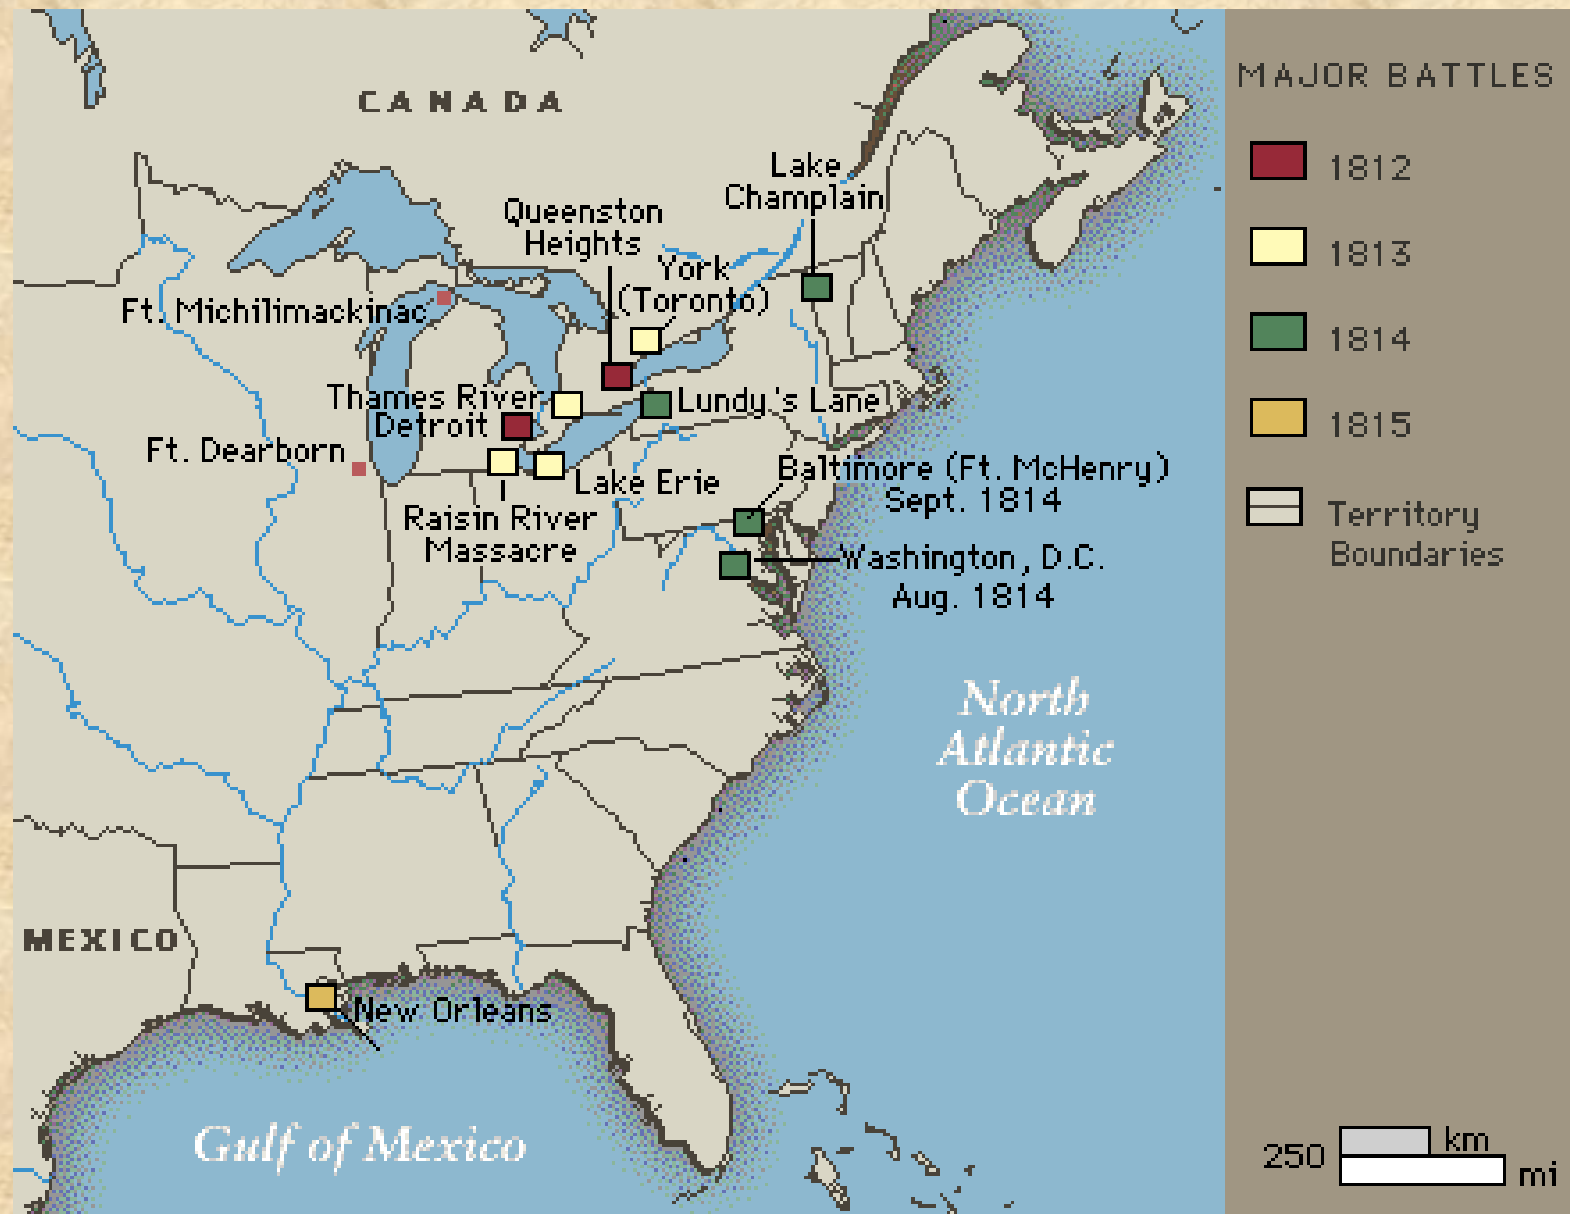 CANADA
MAJOR BATTLES
1812
1813
1814
1815
Territory
Boundaries
Lake
Champlain
Queenston
Heights
York
(Toronto)
Ft. Michilimackinac
Thames River
Detroit
Lundy's Lane
Ft. Dearborn
Lake Erie
Baltimore (Ft. McHenry)
Sept. 1814
Raisin River
Massacre
Washington, D.C.
Aug. 1814
North
Atlantic
Ocean
MEXICO
New Orleans
Gulf of Mexico
250 km
mi